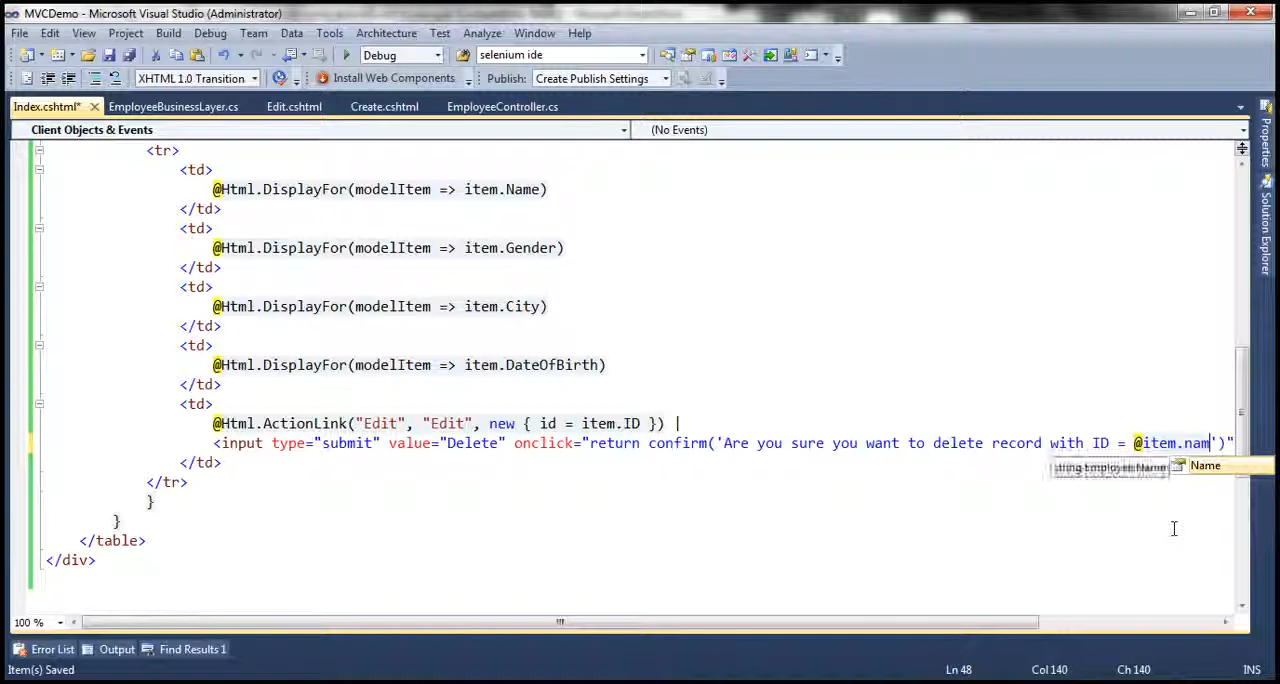 MVCDemo - Microsoft Visual Studio (Administrator)
File Edit View Project Build Debug Team Data Tools Architecture Test Analyze Window Help
Debug selenium ide
XHTML 1.0 Transition Install Web Components Publish: Create Publish Settings
Index.cshtml* EmployeeBusinessLayer.cs Edit.cshtml Create.cshtml EmployeeController.cs
Client Objects & Events (No Events)
<tr>
<td>
@Html.DisplayFor(modelItem => item.Name)
</td>
<td>
@Html.DisplayFor(modelItem => item.Gender)
</td>
<td>
@Html.DisplayFor(modelItem => item.City)
</td>
<td>
@Html.DisplayFor(modelItem => item.DateOfBirth)
</td>
<td>
@Html.ActionLink("Edit", "Edit", new { id = item.ID }) |
<input type="submit" value="Delete" onclick="return confirm('Are you sure you want to delete record with ID = @item.nam')"
string Employee.Name Name
</td>
</tr>
}
}
</table>
</div>
100 %
Error List Output Find Results 1
Item(s) Saved Ln 48 Col 140 Ch 140 INS
Properties
Solution Explorer